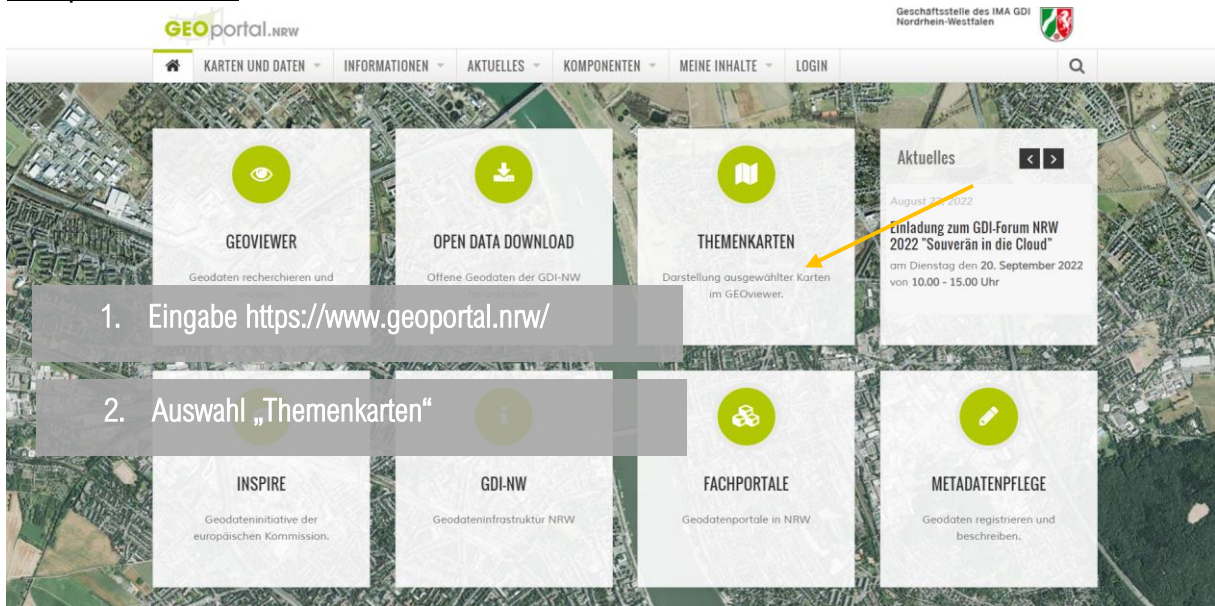 GEOportal.NRW
Geschäftsstelle des IMA GDI
Nordrhein-Westfalen
KARTEN UND DATEN
INFORMATIONEN
AKTUELLES
KOMPONENTEN
MEINE INHALTE
LOGIN
GEOVIEWER
Geodaten recherchieren und
OPEN DATA DOWNLOAD
Offene Geodaten der GDI-NW
THEMENKARTEN
Darstellung ausgewählter Karten
im GEOviewer.
Aktuelles
August 23, 2022
Einladung zum GDI-Forum NRW
2022 "Souverän in die Cloud"
am Dienstag den 20. September 2022
von 10.00 - 15.00 Uhr
1. Eingabe https://www.geoportal.nrw/
2. Auswahl „Themenkarten“
INSPIRE
Geodateninitiative der
europäischen Kommission.
GDI-NW
Geodateninfrastruktur NRW
FACHPORTALE
Geodatenportale in NRW
METADATENPFLEGE
Geodaten registrieren und
beschreiben.